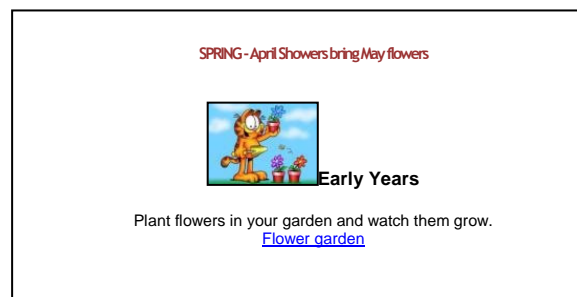 SPRING - April Showers bring May flowers
Early Years
Plant flowers in your garden and watch them grow.
Flower garden